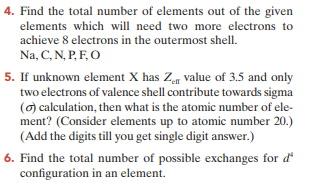 4. Find the total number of elements out of the given
elements which will need two more electrons to
achieve 8 electrons in the outermost shell.
Na, C, N, P, F, O
5. If unknown element X has Zeff value of 3.5 and only
two electrons of valence shell contribute towards sigma
(σ) calculation, then what is the atomic number of ele-
ment? (Consider elements up to atomic number 20.)
(Add the digits till you get single digit answer.)
6. Find the total number of possible exchanges for d⁴
configuration in an element.